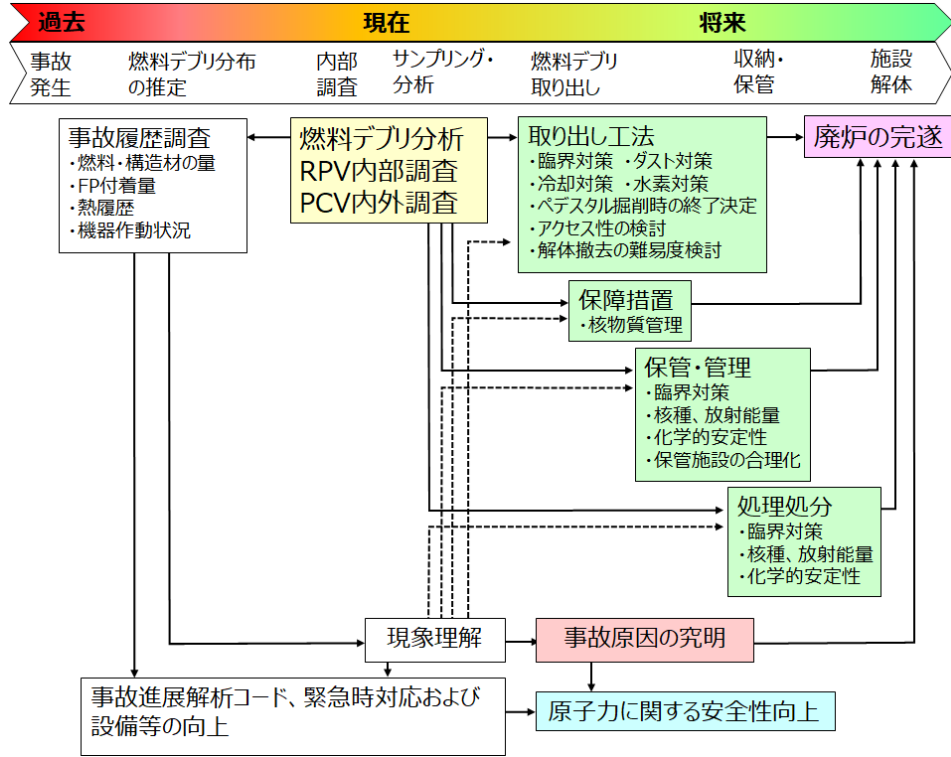 過去
現在
将来
事故
発生
燃料デブリ分布
の推定
内部
調査
サンプリング・
分析
燃料デブリ
取り出し
収納・
保管
施設
解体
事故履歴調査
・燃料・構造材の量
・FP付着量
・熱履歴
・機器作動状況
燃料デブリ分析
RPV内部調査
PCV内外調査
取り出し工法
・臨界対策 ・ダスト対策
・冷却対策 ・水素対策
・ペデスタル掘削時の終了決定
・アクセス性の検討
・解体撤去の難易度検討
廃炉の完遂
保障措置
・核物質管理
保管・管理
・臨界対策
・核種、放射能量
・化学的安定性
・保管施設の合理化
処理処分
・臨界対策
・核種、放射能量
・化学的安定性
現象理解
事故原因の究明
事故進展解析コード、緊急時対応および
設備等の向上
原子力に関する安全性向上